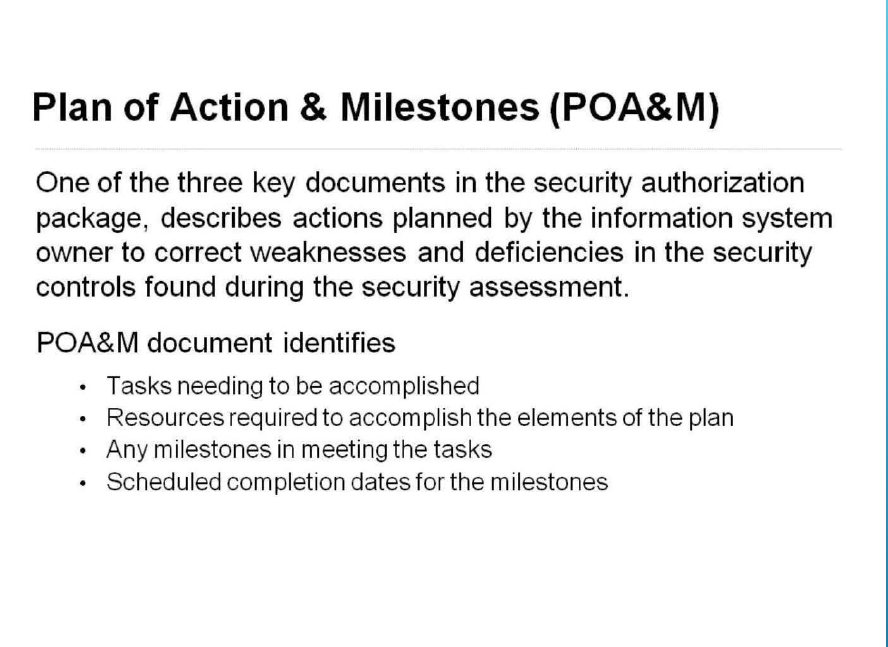 Plan of Action & Milestones (POA&M)
One of the three key documents in the security authorization
package, describes actions planned by the information system
owner to correct weaknesses and deficiencies in the security
controls found during the security assessment.
POA&M document identifies
• Tasks needing to be accomplished
• Resources required to accomplish the elements of the plan
• Any milestones in meeting the tasks
• Scheduled completion dates for the milestones